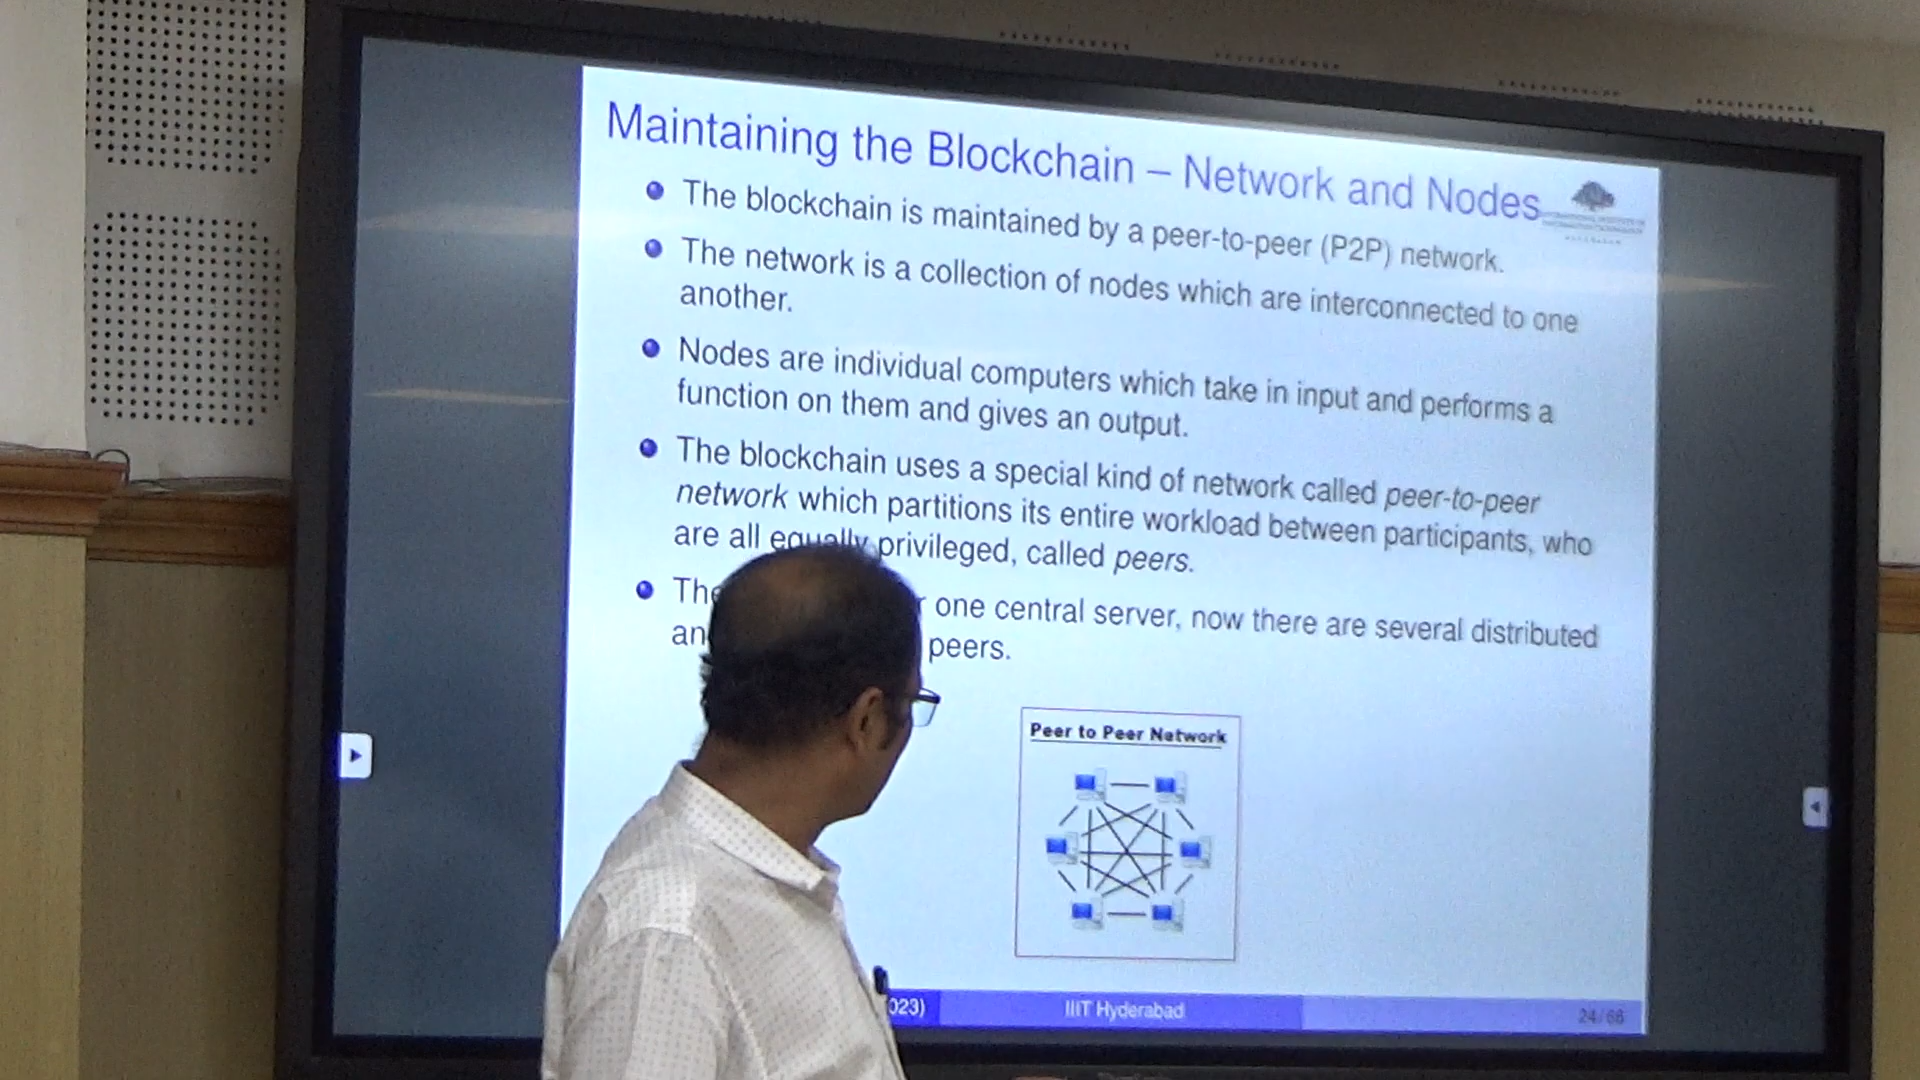 Maintaining the Blockchain – Network and Nodes
The blockchain is maintained by a peer-to-peer (P2P) network.
The network is a collection of nodes which are interconnected to one
another.
Nodes are individual computers which take in input and performs a
function on them and gives an output.
The blockchain uses a special kind of network called peer-to-peer
network which partitions its entire workload between participants, who
are all equally privileged, called peers.
one central server, now there are several distributed
peers.
Peer to Peer Network
023)
IIIT Hyderabad
24/66